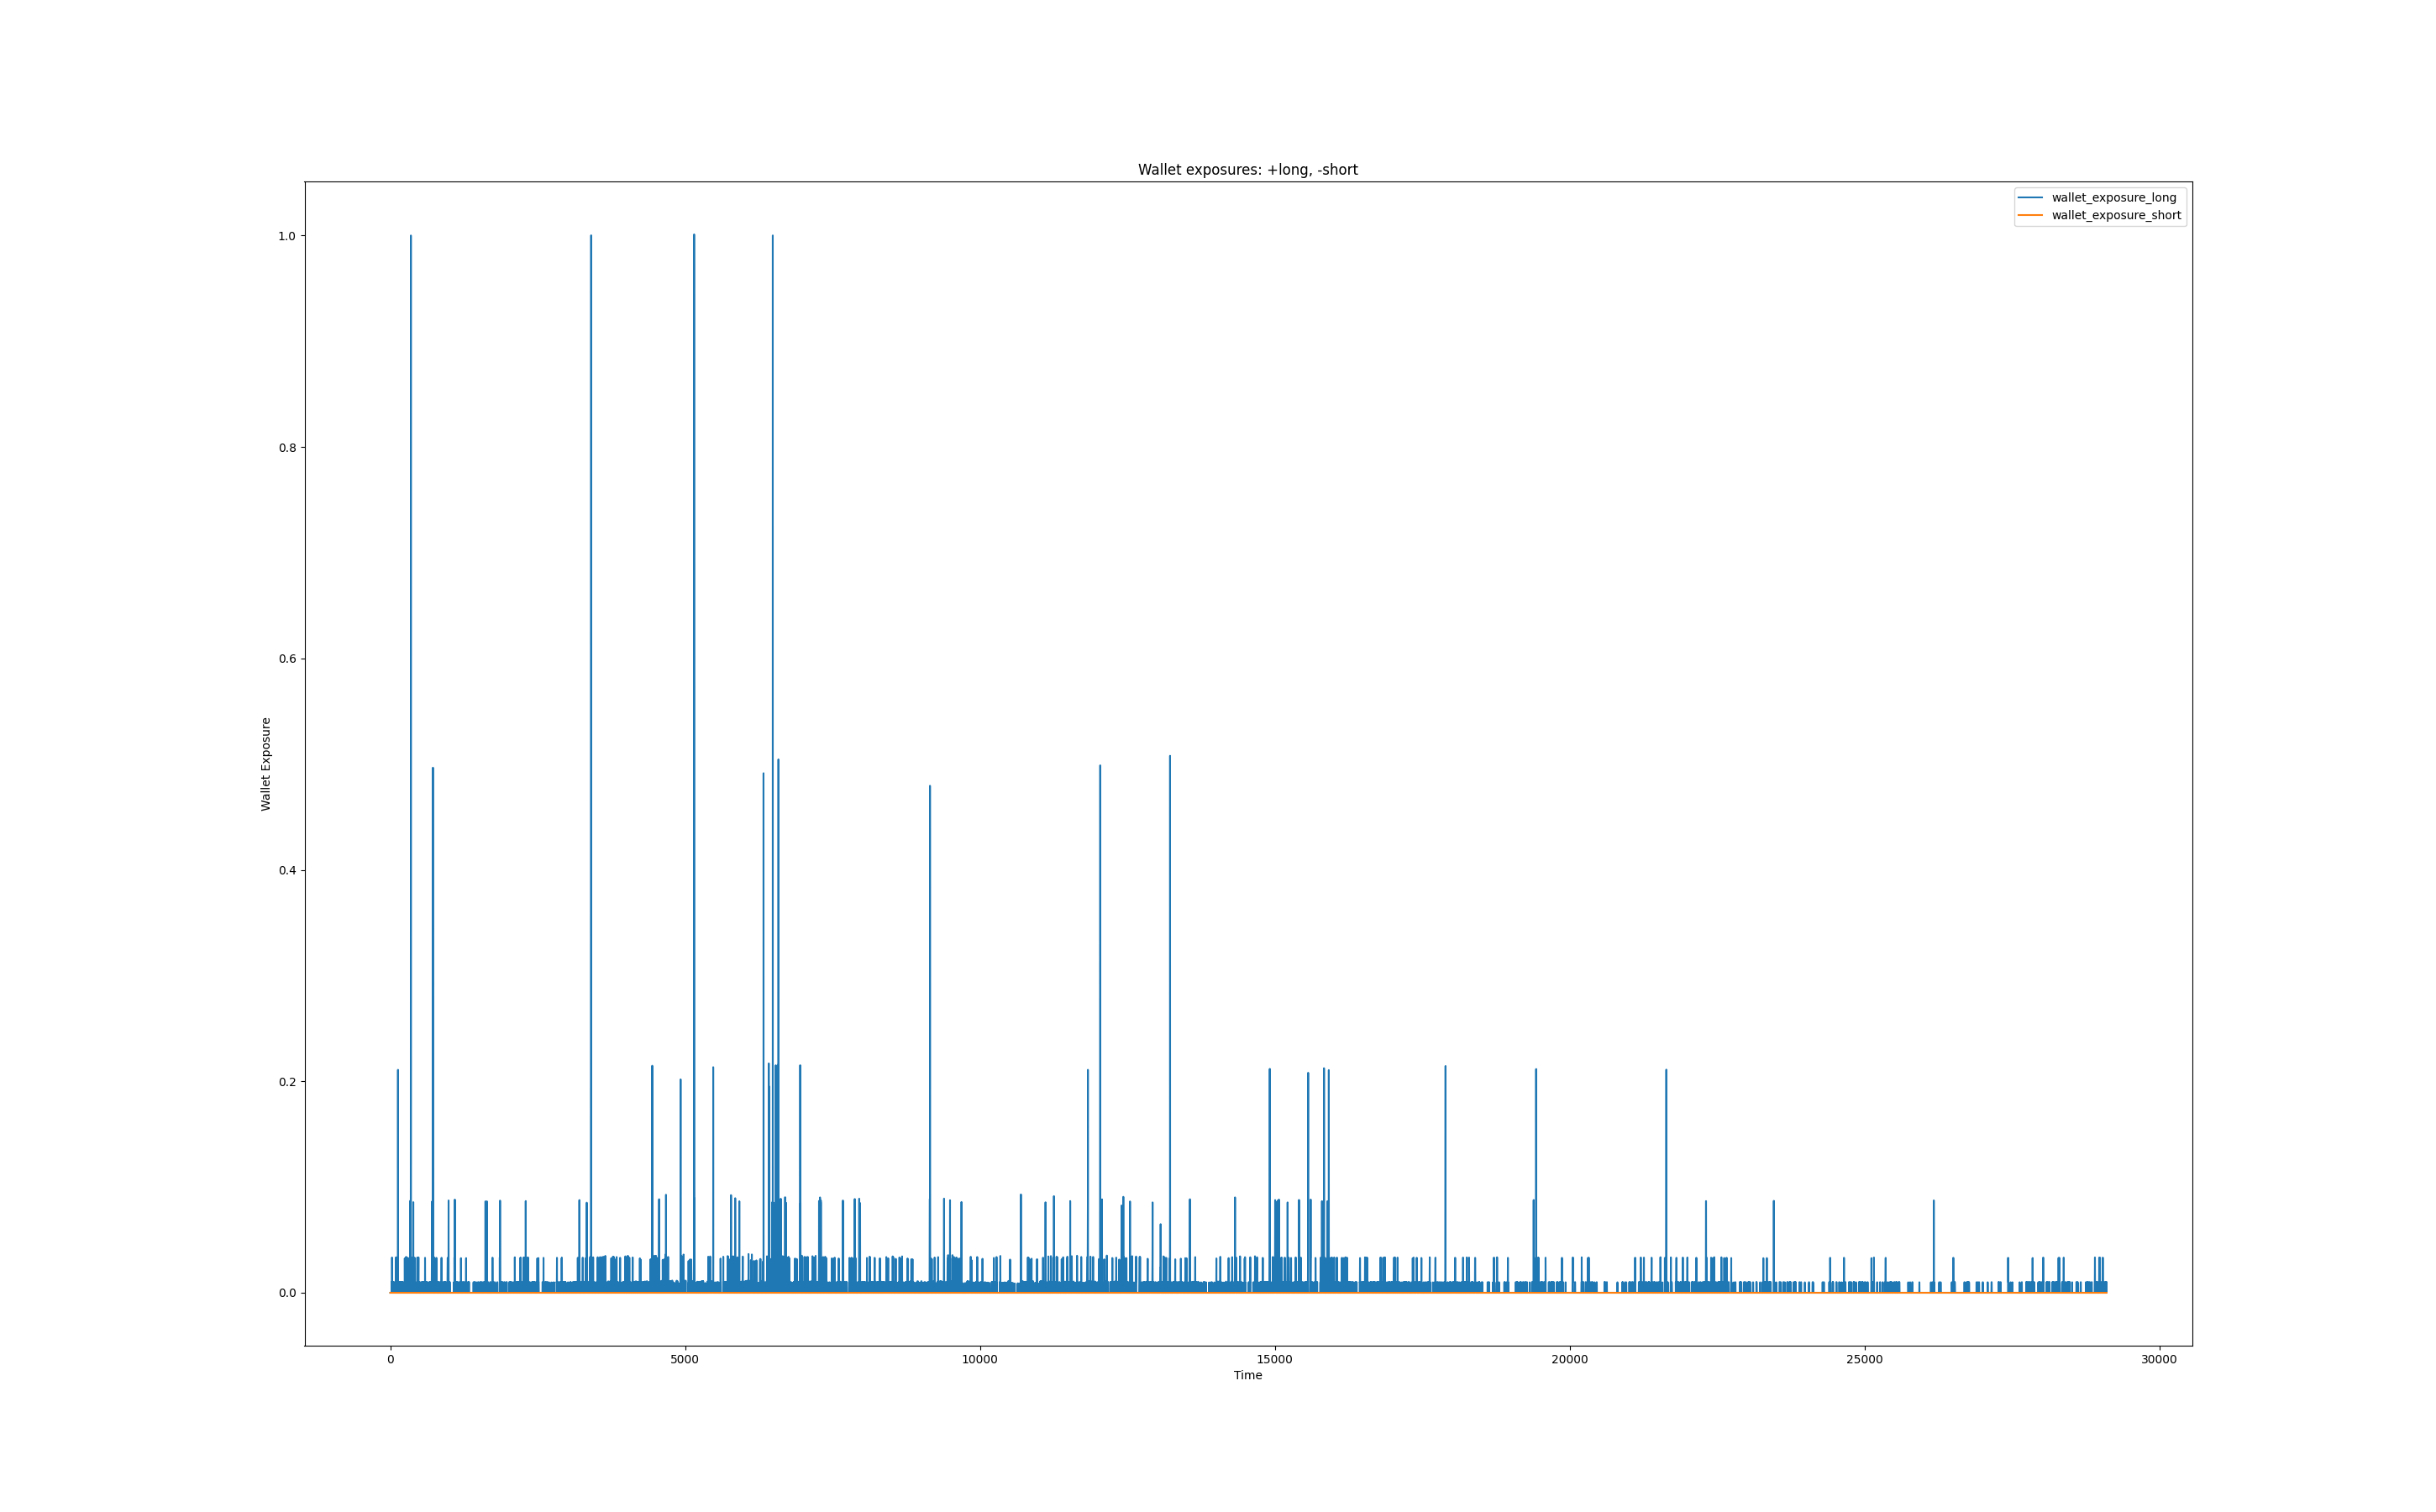 Wallet exposures: +long, -short
wallet_exposure_long
wallet_exposure_short
1.0
0.8
0.6
0.4
0.2
0.0
Wallet Exposure
0 5000 10000 15000 20000 25000 30000
Time